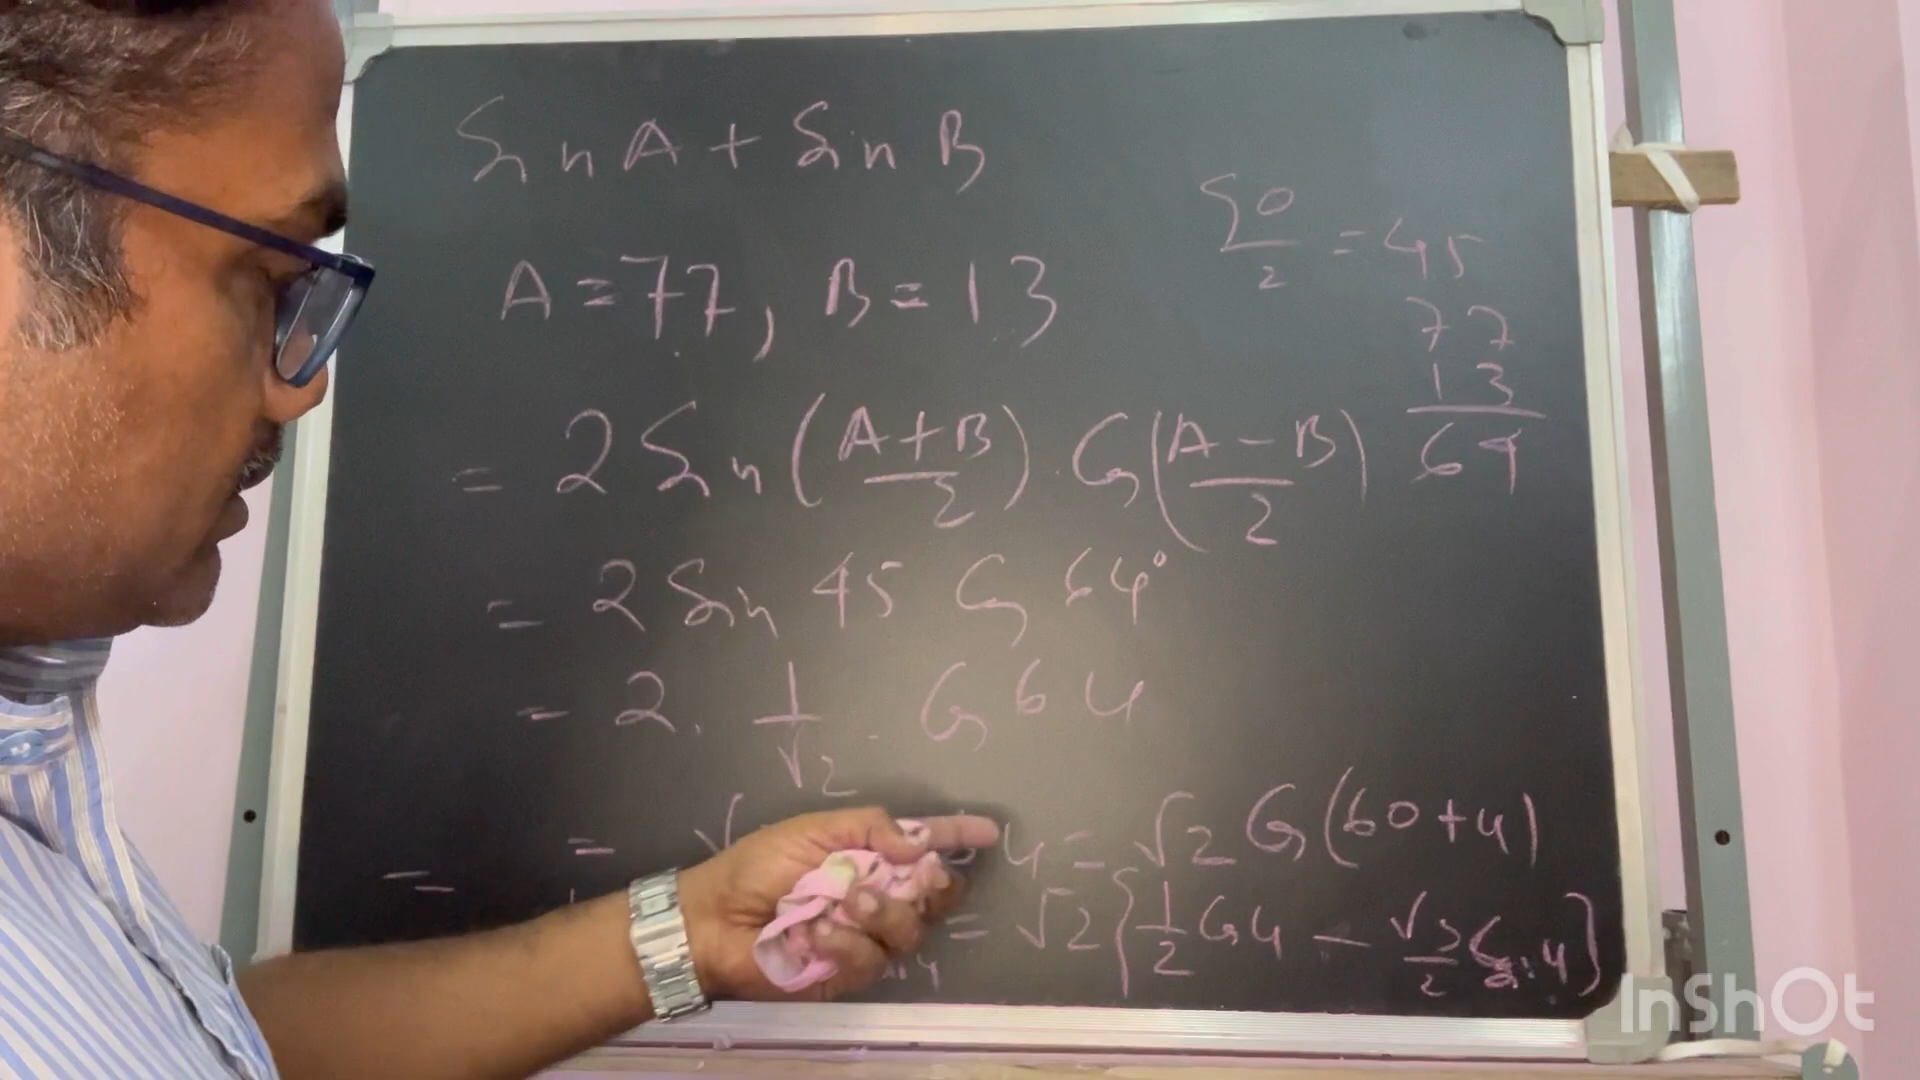 Sin A + Sin B
90/2 = 45
A = 77, B = 13
77
13
64
= 2 Sin (A+B/2) . Cos (A-B/2)
= 2 Sin 45 Cos 64°
= 2. 1/√2 . Cos 64
= 4 = √2 Cos (60+4)
= √2 {1/2 Cos 4 - √3/2 Sin 4}
InShOt